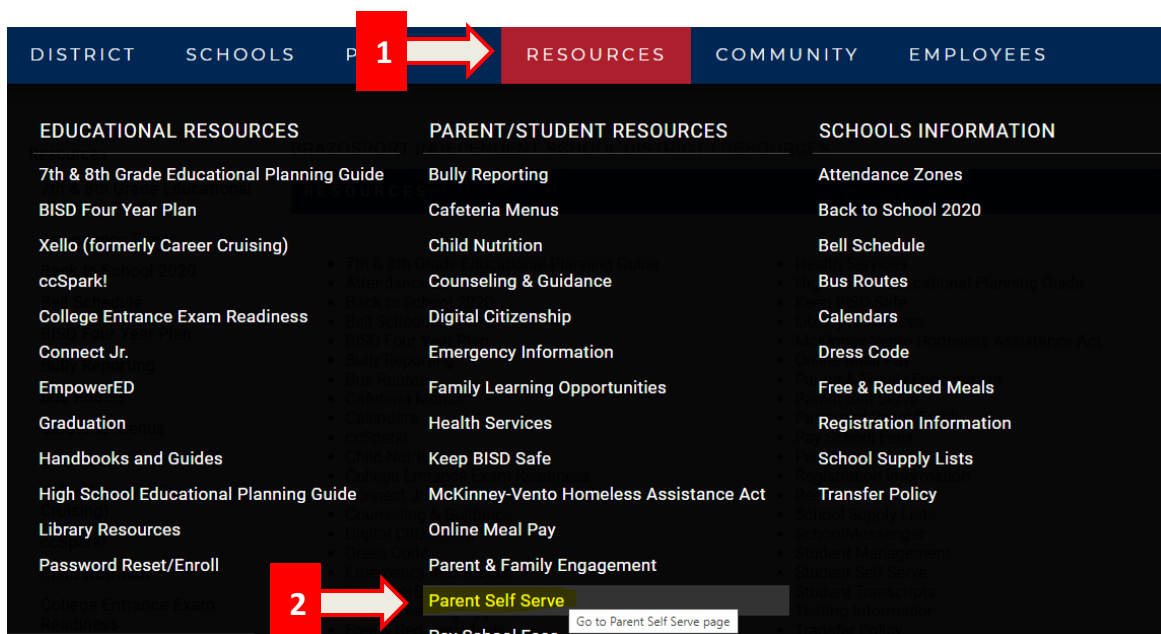 DISTRICT SCHOOLS P 1 RESOURCES COMMUNITY EMPLOYEES
EDUCATIONAL RESOURCES
7th & 8th Grade Educational Planning Guide
BISD Four Year Plan
Xello (formerly Career Cruising)
ccSpark!
College Entrance Exam Readiness
Connect Jr.
EmpowerED
Graduation
Handbooks and Guides
High School Educational Planning Guide
Library Resources
Password Reset/Enroll
PARENT/STUDENT RESOURCES
Bully Reporting
Cafeteria Menus
Child Nutrition
Counseling & Guidance
Digital Citizenship
Emergency Information
Family Learning Opportunities
Health Services
Keep BISD Safe
McKinney-Vento Homeless Assistance Act
Online Meal Pay
Parent & Family Engagement
2 Parent Self Serve
Go to Parent Self Serve page
Pay School Fees
SCHOOLS INFORMATION
Attendance Zones
Back to School 2020
Bell Schedule
Bus Routes
Calendars
Dress Code
Free & Reduced Meals
Registration Information
School Supply Lists
Transfer Policy